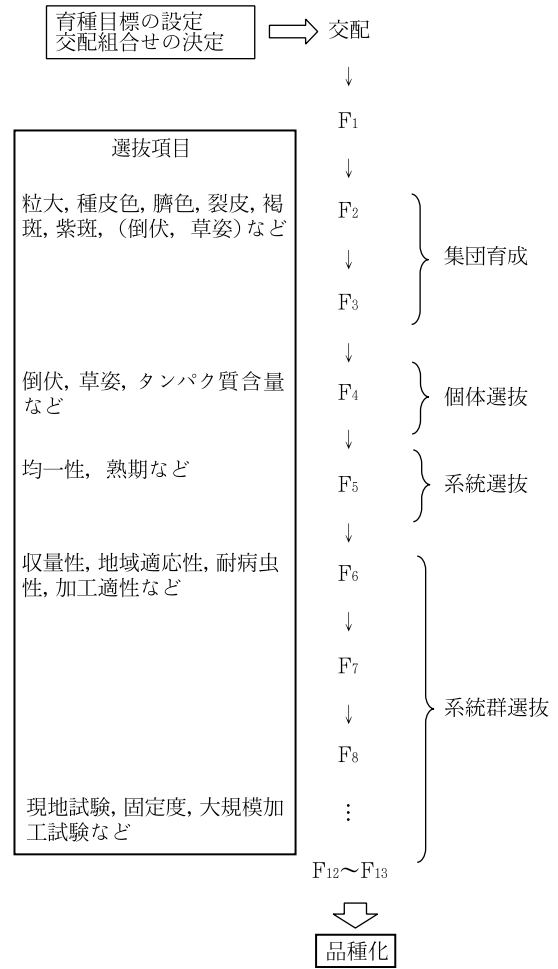 育種目標の設定
交配組合せの決定
交配
↓
F₁
↓
選抜項目
粒大, 種皮色, 臍色, 裂皮, 褐
斑, 紫斑, (倒伏, 草姿)など
F₂
↓
F₃
集団育成
↓
倒伏, 草姿, タンパク質含量
など
F₄
個体選抜
↓
均一性, 熟期など
F₅
系統選抜
↓
収量性, 地域適応性, 耐病虫
性, 加工適性など
F₆
↓
F₇
↓
F₈
系統群選抜
現地試験, 固定度, 大規模加
工試験など
⋮
F₁₂〜F₁₃
品種化